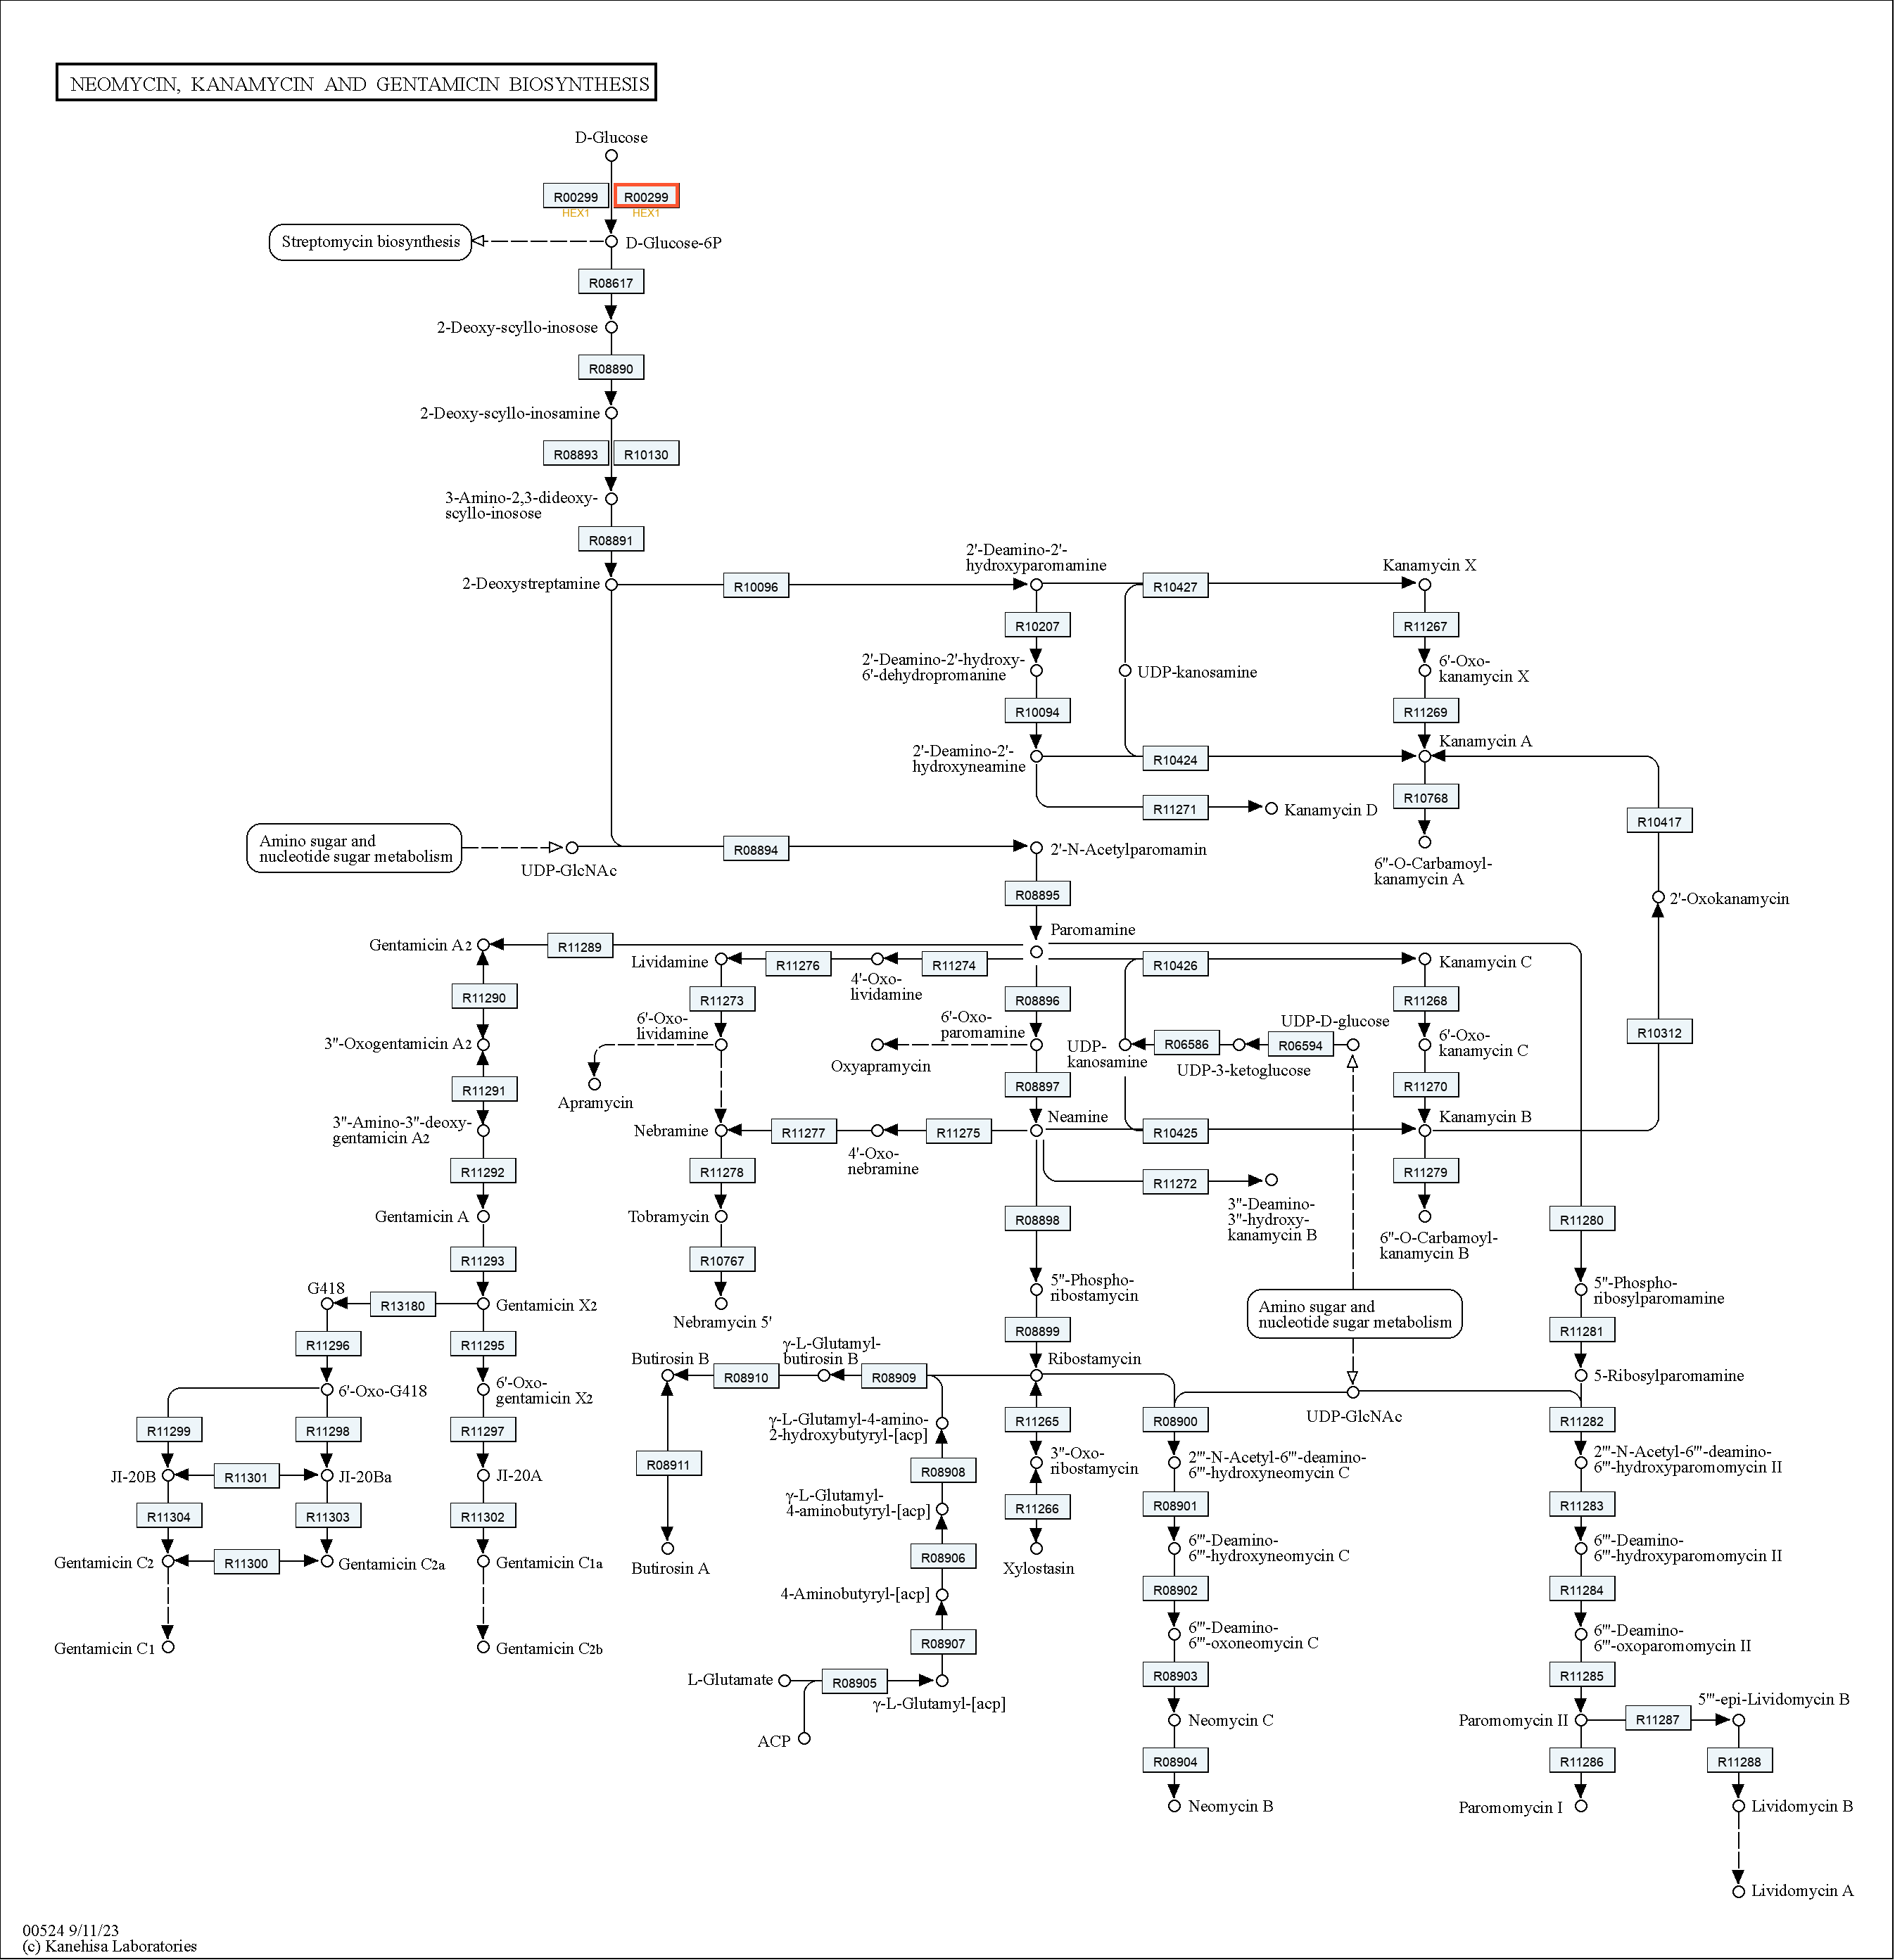 NEOMYCIN, KANAMYCIN AND GENTAMICIN BIOSYNTHESIS
D-Glucose
R00299
R00299
HEX1
HEX1
Streptomycin biosynthesis
D-Glucose-6P
R08617
2-Deoxy-scyllo-inosose
R08890
2-Deoxy-scyllo-inosamine
R08893
R10130
3-Amino-2,3-dideoxy-
scyllo-inosose
R08891
2-Deoxystreptamine
R10096
2'-Deamino-2'-
hydroxyparomamine
R10427
Kanamycin X
R10207
R11267
2'-Deamino-2'-hydroxy-
6'-dehydropromanine
UDP-kanosamine
6'-Oxo-
kanamycin X
R10094
R11269
2'-Deamino-2'-
hydroxyneamine
R10424
Kanamycin A
R11271
Kanamycin D
R10768
R10417
Amino sugar and
nucleotide sugar metabolism
UDP-GlcNAc
R08894
2'-N-Acetylparomamin
6''-O-Carbamoyl-
kanamycin A
R08895
2'-Oxokanamycin
Paromamine
Gentamicin A2
R11289
Lividamine
R11276
4'-Oxo-
lividamine
R11274
R10426
Kanamycin C
R11290
R11273
R08896
R11268
3''-Oxogentamicin A2
6'-Oxo-
lividamine
6'-Oxo-
paromamine
Oxyapramycin
UDP-
kanosamine
R06586
UDP-3-ketoglucose
R06594
UDP-D-glucose
6'-Oxo-
kanamycin C
R10312
R11291
Apramycin
R08897
R11270
3''-Amino-3''-deoxy-
gentamicin A2
Nebramine
R11277
4'-Oxo-
nebramine
R11275
Neamine
R10425
Kanamycin B
R11292
R11278
R11272
3''-Deamino-
3''-hydroxy-
kanamycin B
R11279
Gentamicin A
Tobramycin
R08898
6''-O-Carbamoyl-
kanamycin B
R11280
R11293
R10767
G418
R13180
Gentamicin X2
Nebramycin 5'
5''-Phospho-
ribostamycin
Amino sugar and
nucleotide sugar metabolism
5''-Phospho-
ribosylparomamine
R11296
R11295
R08899
R11281
Butirosin B
R08910
γ-L-Glutamyl-
butirosin B
R08909
Ribostamycin
5-Ribosylparomamine
6'-Oxo-G418
6'-Oxo-
gentamicin X2
UDP-GlcNAc
R11299
R11298
R11297
γ-L-Glutamyl-4-amino-
2-hydroxybutyryl-[acp]
R11265
R08900
R11282
R08911
R08908
3''-Oxo-
ribostamycin
2'''-N-Acetyl-6'''-deamino-
6'''-hydroxyneomycin C
2'''-N-Acetyl-6'''-deamino-
6'''-hydroxyparomomycin II
JI-20B
R11301
JI-20Ba
JI-20A
R11304
R11303
R11302
γ-L-Glutamyl-
4-aminobutyryl-[acp]
R11266
R08901
R11283
Gentamicin C2
R11300
Gentamicin C2a
Gentamicin C1a
Butirosin A
R08906
Xylostasin
6'''-Deamino-
6'''-hydroxyneomycin C
6'''-Deamino-
6'''-hydroxyparomomycin II
4-Aminobutyryl-[acp]
R08902
R11284
Gentamicin C1
Gentamicin C2b
R08907
6'''-Deamino-
6'''-oxoneomycin C
6'''-Deamino-
6'''-oxoparomomycin II
L-Glutamate
R08905
γ-L-Glutamyl-[acp]
R08903
R11285
ACP
Neomycin C
Paromomycin II
R11287
5'''-epi-Lividomycin B
R08904
R11286
R11288
Neomycin B
Paromomycin I
Lividomycin B
Lividomycin A
00524 9/11/23
(c) Kanehisa Laboratories